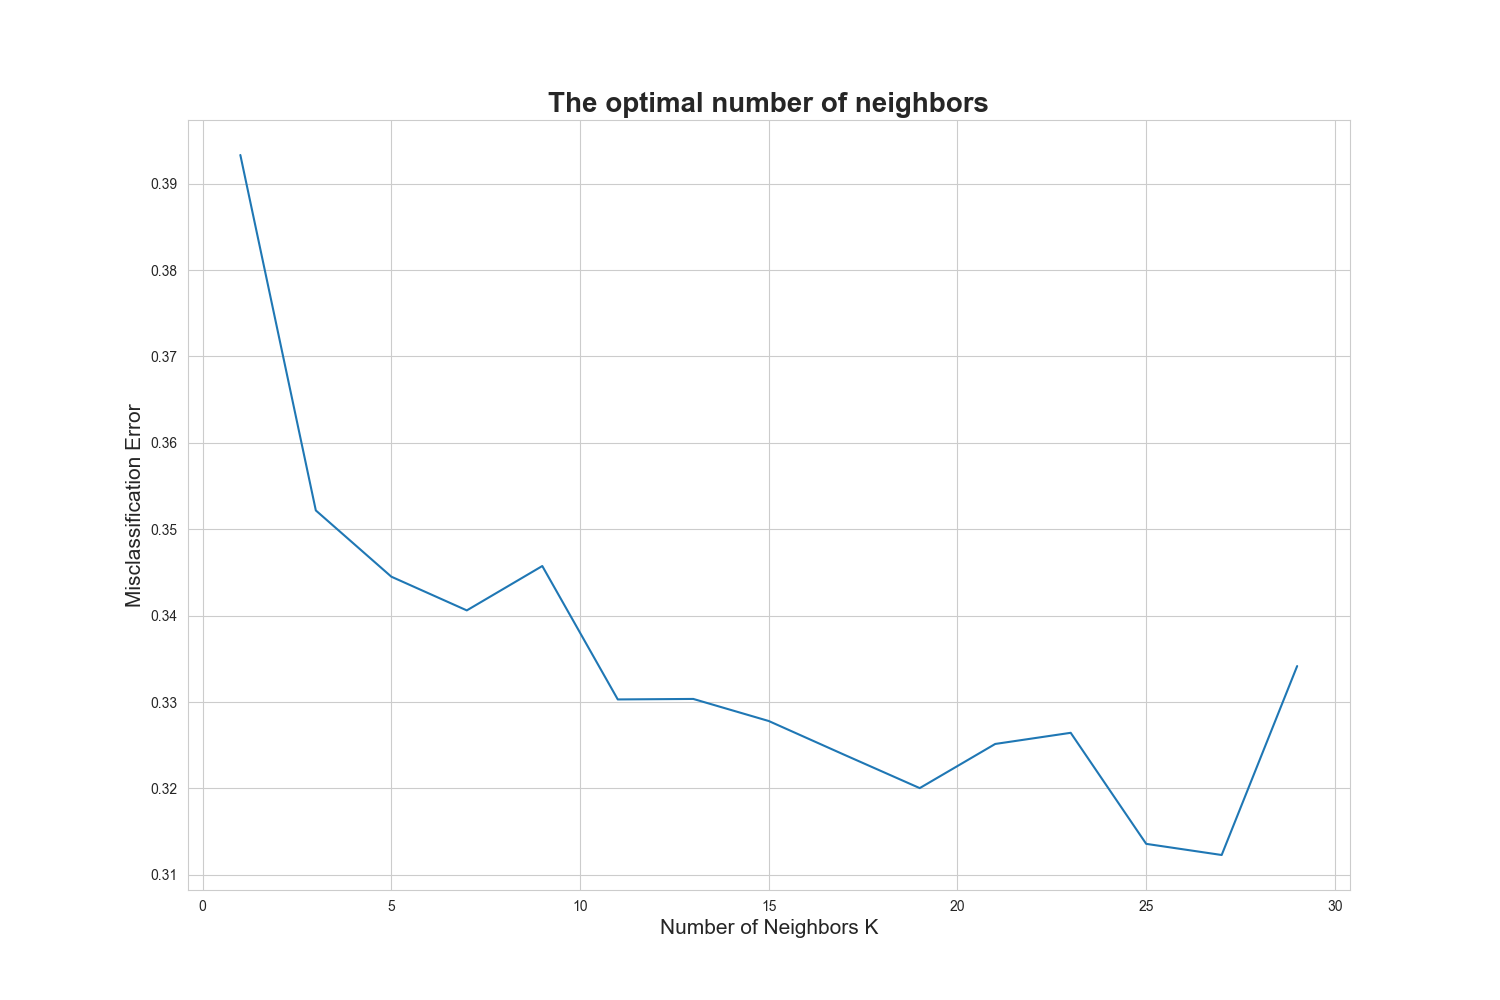 The optimal number of neighbors
0.39
0.38
0.37
0.36
0.35
0.34
0.33
0.32
0.31
Misclassification Error
0 5 10 15 20 25 30
Number of Neighbors K